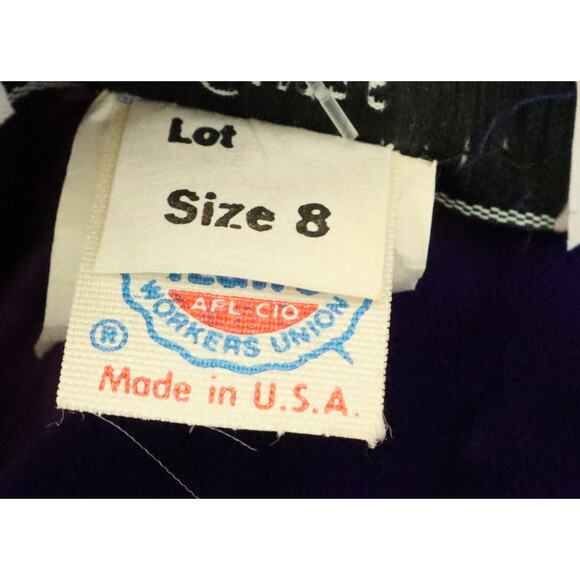 Lot
Size 8
AFL-CIO
WORKERS UNION
®
Made in U.S.A.